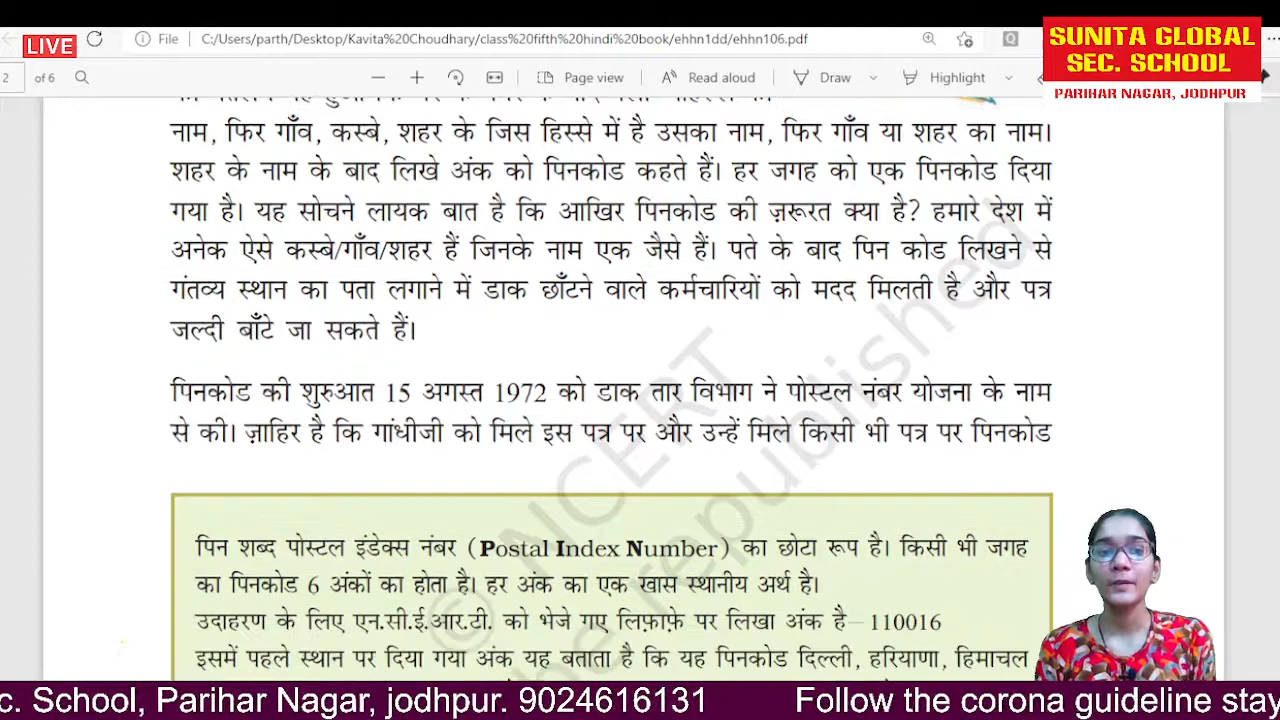 LIVE
File C:/Users/parth/Desktop/Kavita%20Choudhary/class%20fifth%20hindi%20book/ehhn1dd/ehhn106.pdf
SUNITA GLOBAL
SEC. SCHOOL
PARIHAR NAGAR, JODHPUR
2 of 6 Page view Read aloud Draw Highlight
नाम, फिर गाँव, कस्बे, शहर के जिस हिस्से में है उसका नाम, फिर गाँव या शहर का नाम।
शहर के नाम के बाद लिखे अंक को पिनकोड कहते हैं। हर जगह को एक पिनकोड दिया
गया है। यह सोचने लायक बात है कि आखिर पिनकोड की ज़रूरत क्या है? हमारे देश में
अनेक ऐसे कस्बे/गाँव/शहर हैं जिनके नाम एक जैसे हैं। पते के बाद पिन कोड लिखने से
गंतव्य स्थान का पता लगाने में डाक छाँटने वाले कर्मचारियों को मदद मिलती है और पत्र
जल्दी बाँटे जा सकते हैं।
पिनकोड की शुरुआत 15 अगस्त 1972 को डाक तार विभाग ने पोस्टल नंबर योजना के नाम
से की। ज़ाहिर है कि गांधीजी को मिले इस पत्र पर और उन्हें मिले किसी भी पत्र पर पिनकोड
पिन शब्द पोस्टल इंडेक्स नंबर (Postal Index Number) का छोटा रूप है। किसी भी जगह
का पिनकोड 6 अंकों का होता है। हर अंक का एक खास स्थानीय अर्थ है।
उदाहरण के लिए एन.सी.ई.आर.टी. को भेजे गए लिफ़ाफ़े पर लिखा अंक है–110016
इसमें पहले स्थान पर दिया गया अंक यह बताता है कि यह पिनकोड दिल्ली, हरियाणा, हिमाचल
© NCERT
be republished
c. School, Parihar Nagar, jodhpur. 9024616131 Follow the corona guideline stay